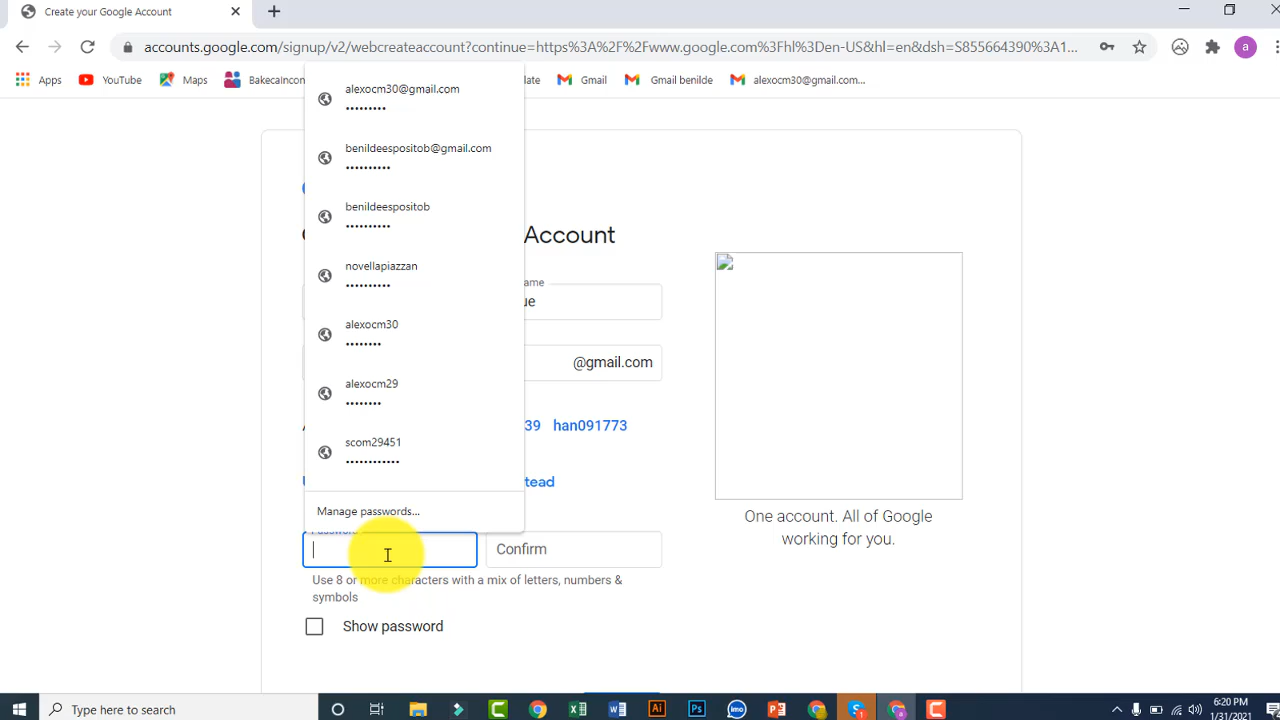 Create your Google Account
accounts.google.com/signup/v2/webcreateaccount?continue=https%3A%2F%2Fwww.google.com%3Fhl%3Den-US&hl=en&dsh=S855664390%3A1...
a
Apps YouTube Maps BakecaIncon late Gmail Gmail benilde alexocm30@gmail.com...
alexocm30@gmail.com
•••••••••
benildeespositob@gmail.com
••••••••••
benildeespositob
••••••••••
novellapiazzan
••••••••••
alexocm30
••••••••
alexocm29
••••••••
scom29451
••••••••••••
Manage passwords...
Account
name
ue
@gmail.com
39 han091773
stead
Password
Confirm
Use 8 or more characters with a mix of letters, numbers &
symbols
Show password
One account. All of Google
working for you.
Type here to search
6:20 PM
1/31/2021